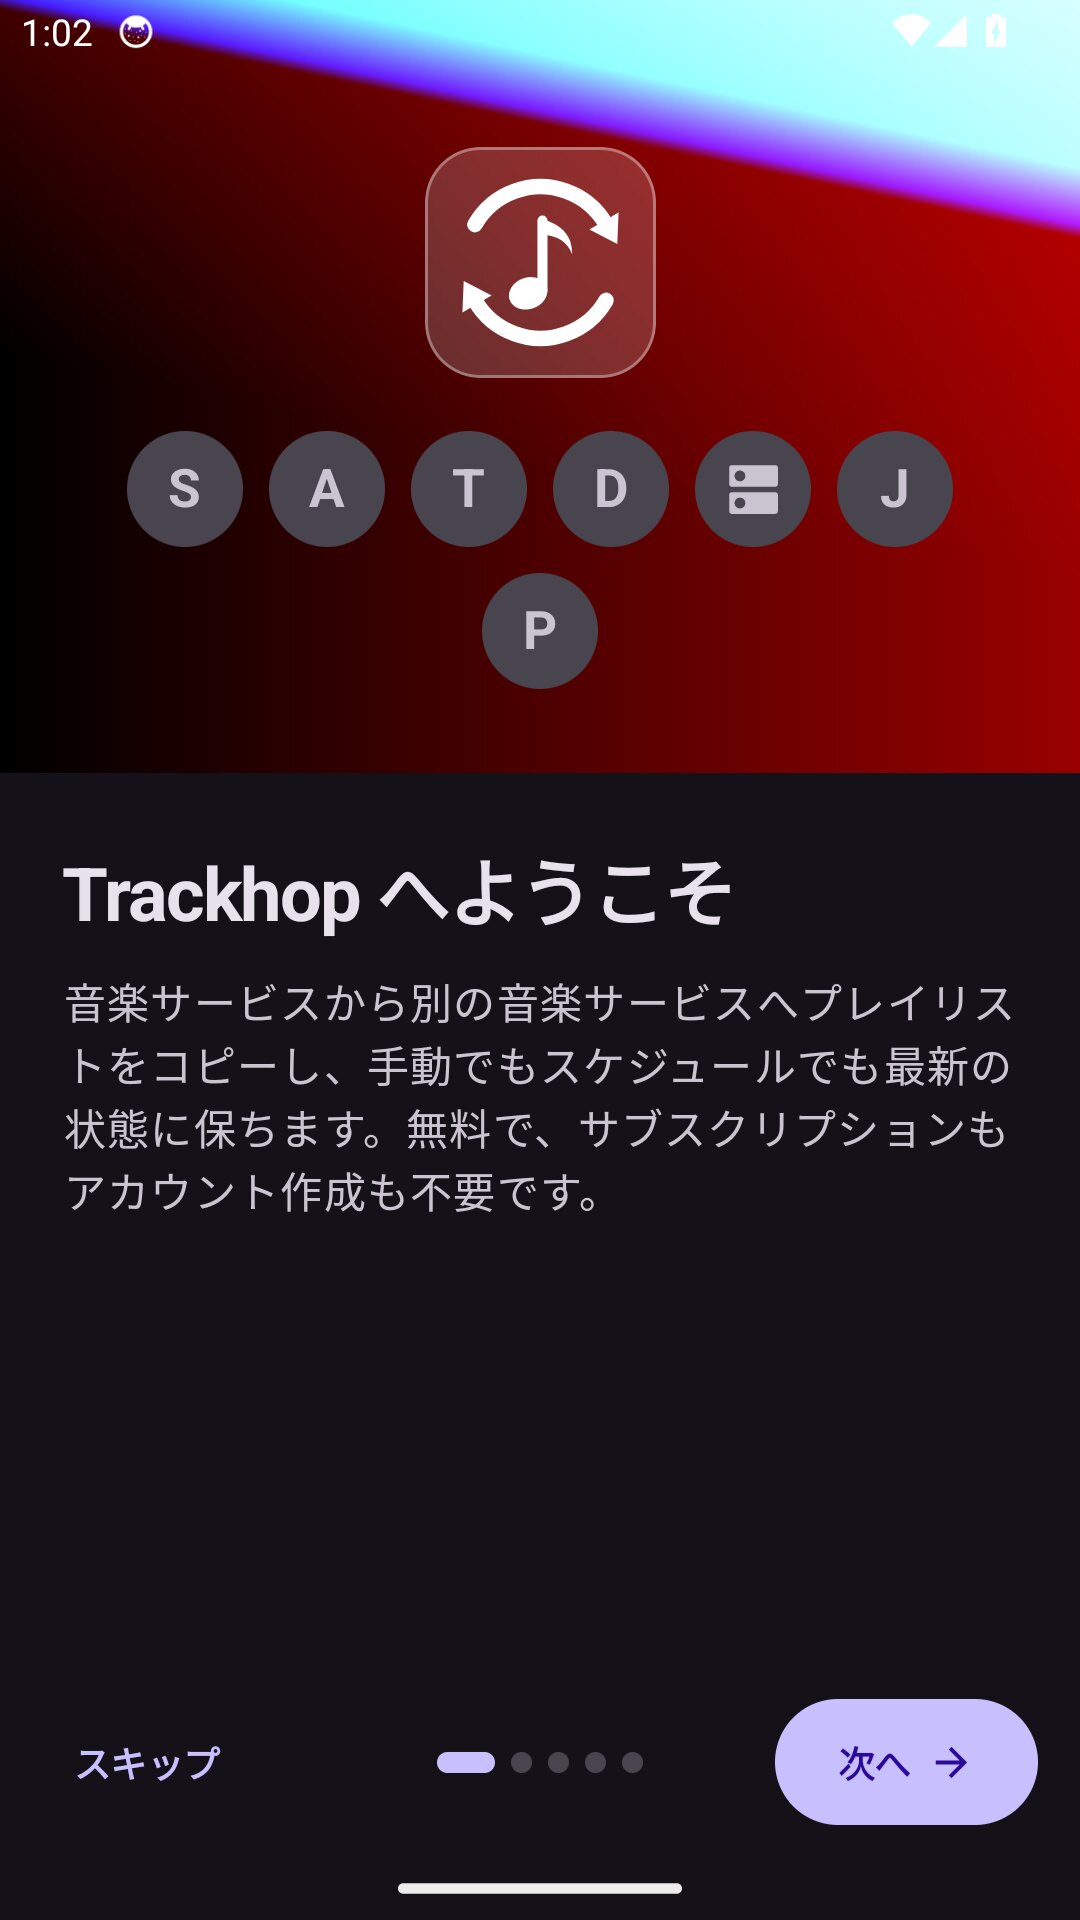 1:02
S A T D J
P
Trackhop へようこそ
音楽サービスから別の音楽サービスへプレイリス
トをコピーし、手動でもスケジュールでも最新の
状態に保ちます。無料で、サブスクリプションも
アカウント作成も不要です。
スキップ
次へ